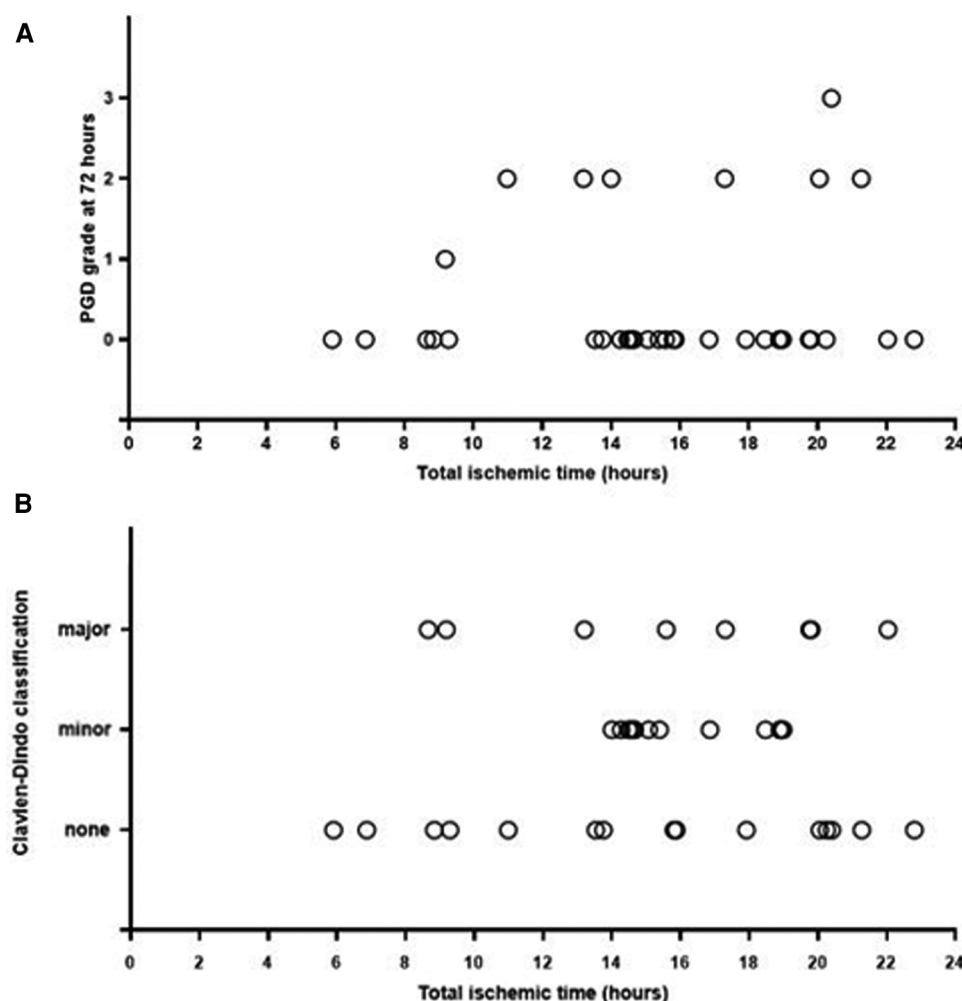 A
PGD grade at 72 hours
3
2
1
0
0 2 4 6 8 10 12 14 16 18 20 22 24
Total ischemic time (hours)
B
Clavien-Dindo classification
major
minor
none
0 2 4 6 8 10 12 14 16 18 20 22 24
Total ischemic time (hours)